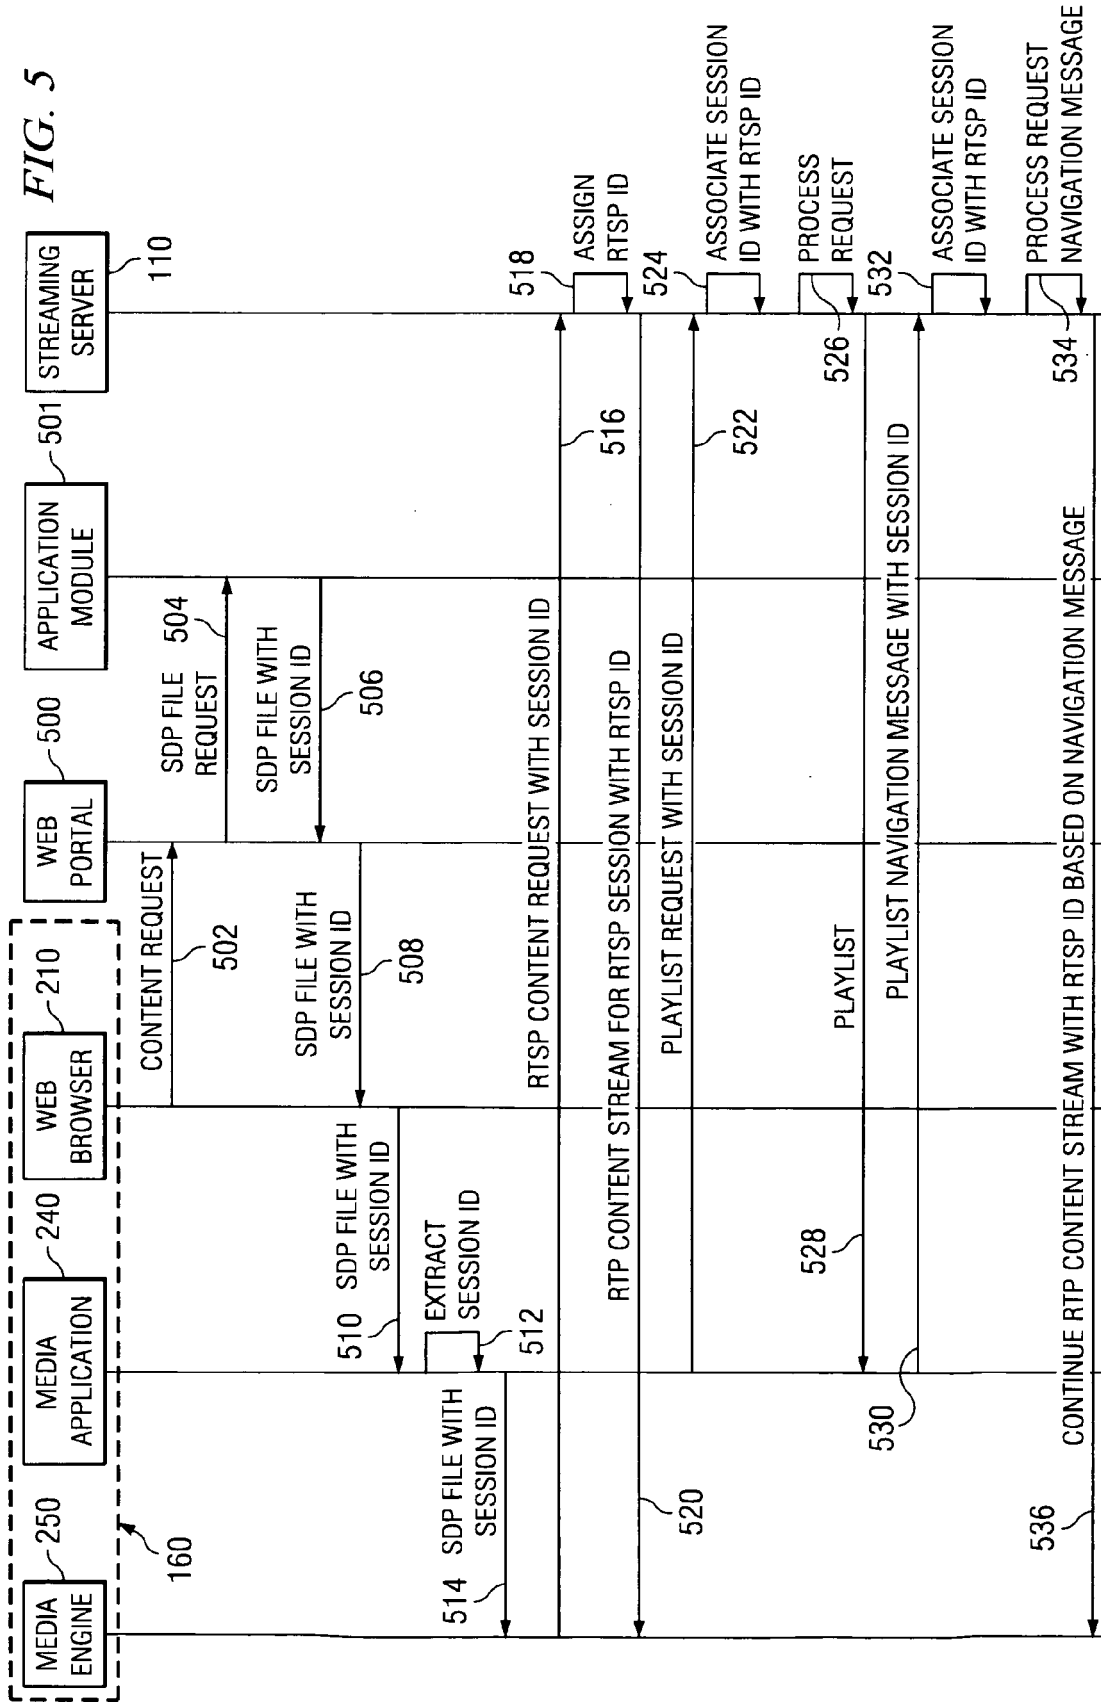 FIG. 5
MEDIA
ENGINE
250
MEDIA
APPLICATION
240
WEB
BROWSER
210
WEB
PORTAL
500
APPLICATION
MODULE
501
STREAMING
SERVER
110
160
CONTENT REQUEST
502
SDP FILE
REQUEST
504
SDP FILE WITH
SESSION ID
506
SDP FILE WITH
SESSION ID
508
510
SDP FILE WITH
SESSION ID
EXTRACT
SESSION ID
512
SDP FILE WITH
SESSION ID
514
RTSP CONTENT REQUEST WITH SESSION ID
516
518
ASSIGN
RTSP ID
RTP CONTENT STREAM FOR RTSP SESSION WITH RTSP ID
520
PLAYLIST REQUEST WITH SESSION ID
522
524
ASSOCIATE SESSION
ID WITH RTSP ID
PROCESS
REQUEST
526
PLAYLIST
528
PLAYLIST NAVIGATION MESSAGE WITH SESSION ID
530
532
ASSOCIATE SESSION
ID WITH RTSP ID
PROCESS REQUEST
NAVIGATION MESSAGE
534
CONTINUE RTP CONTENT STREAM WITH RTSP ID BASED ON NAVIGATION MESSAGE
536